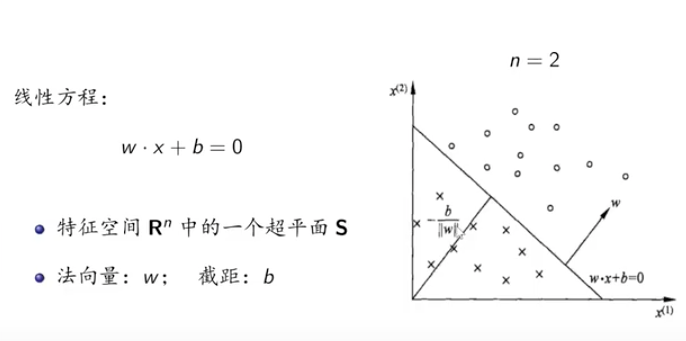 线性方程：
w · x + b = 0
特征空间 Rⁿ 中的一个超平面 S
法向量：w； 截距：b
n = 2
x⁽²⁾
w
-b/‖w‖
w·x+b=0
x⁽¹⁾